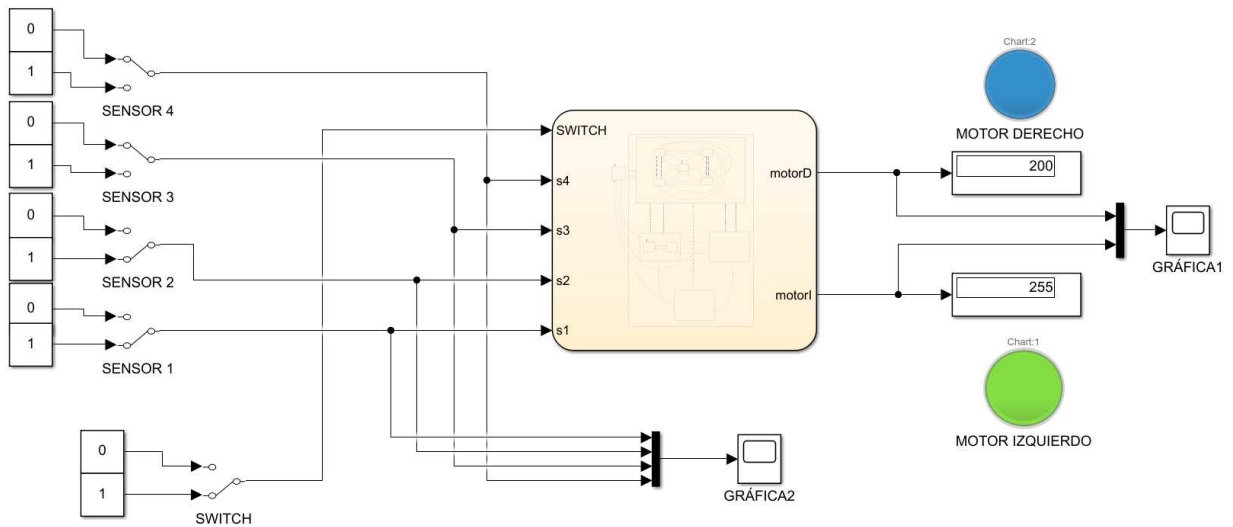 0
1
SENSOR 4
0
1
SENSOR 3
0
1
SENSOR 2
0
1
SENSOR 1
0
1
SWITCH
SWITCH
s4
s3
s2
s1
motorD
motorI
Chart:2
MOTOR DERECHO
200
255
Chart:1
MOTOR IZQUIERDO
GRÁFICA1
GRÁFICA2